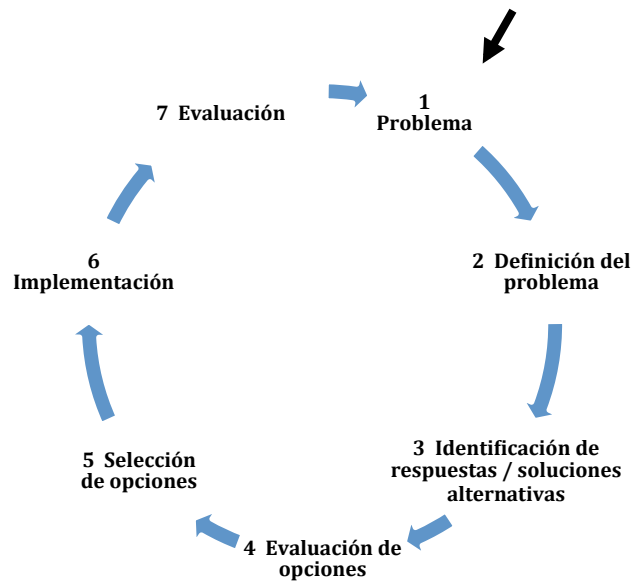 1
Problema
2 Definición del
problema
3 Identificación de
respuestas / soluciones
alternativas
4 Evaluación de
opciones
5 Selección
de opciones
6
Implementación
7 Evaluación